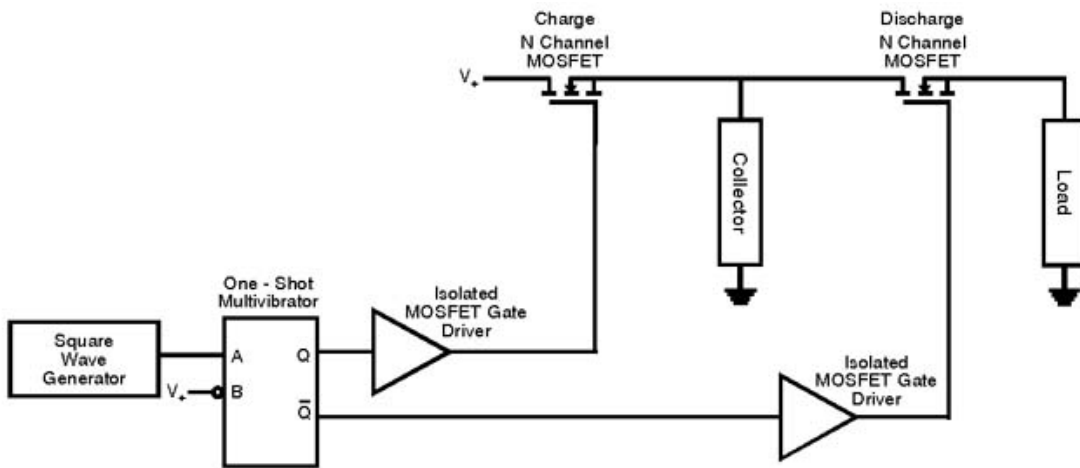 Charge
N Channel
MOSFET
Discharge
N Channel
MOSFET
V+
Collector
Load
One - Shot
Multivibrator
Isolated
MOSFET Gate
Driver
Square
Wave
Generator
A
Q
V+
B
Q̅
Isolated
MOSFET Gate
Driver